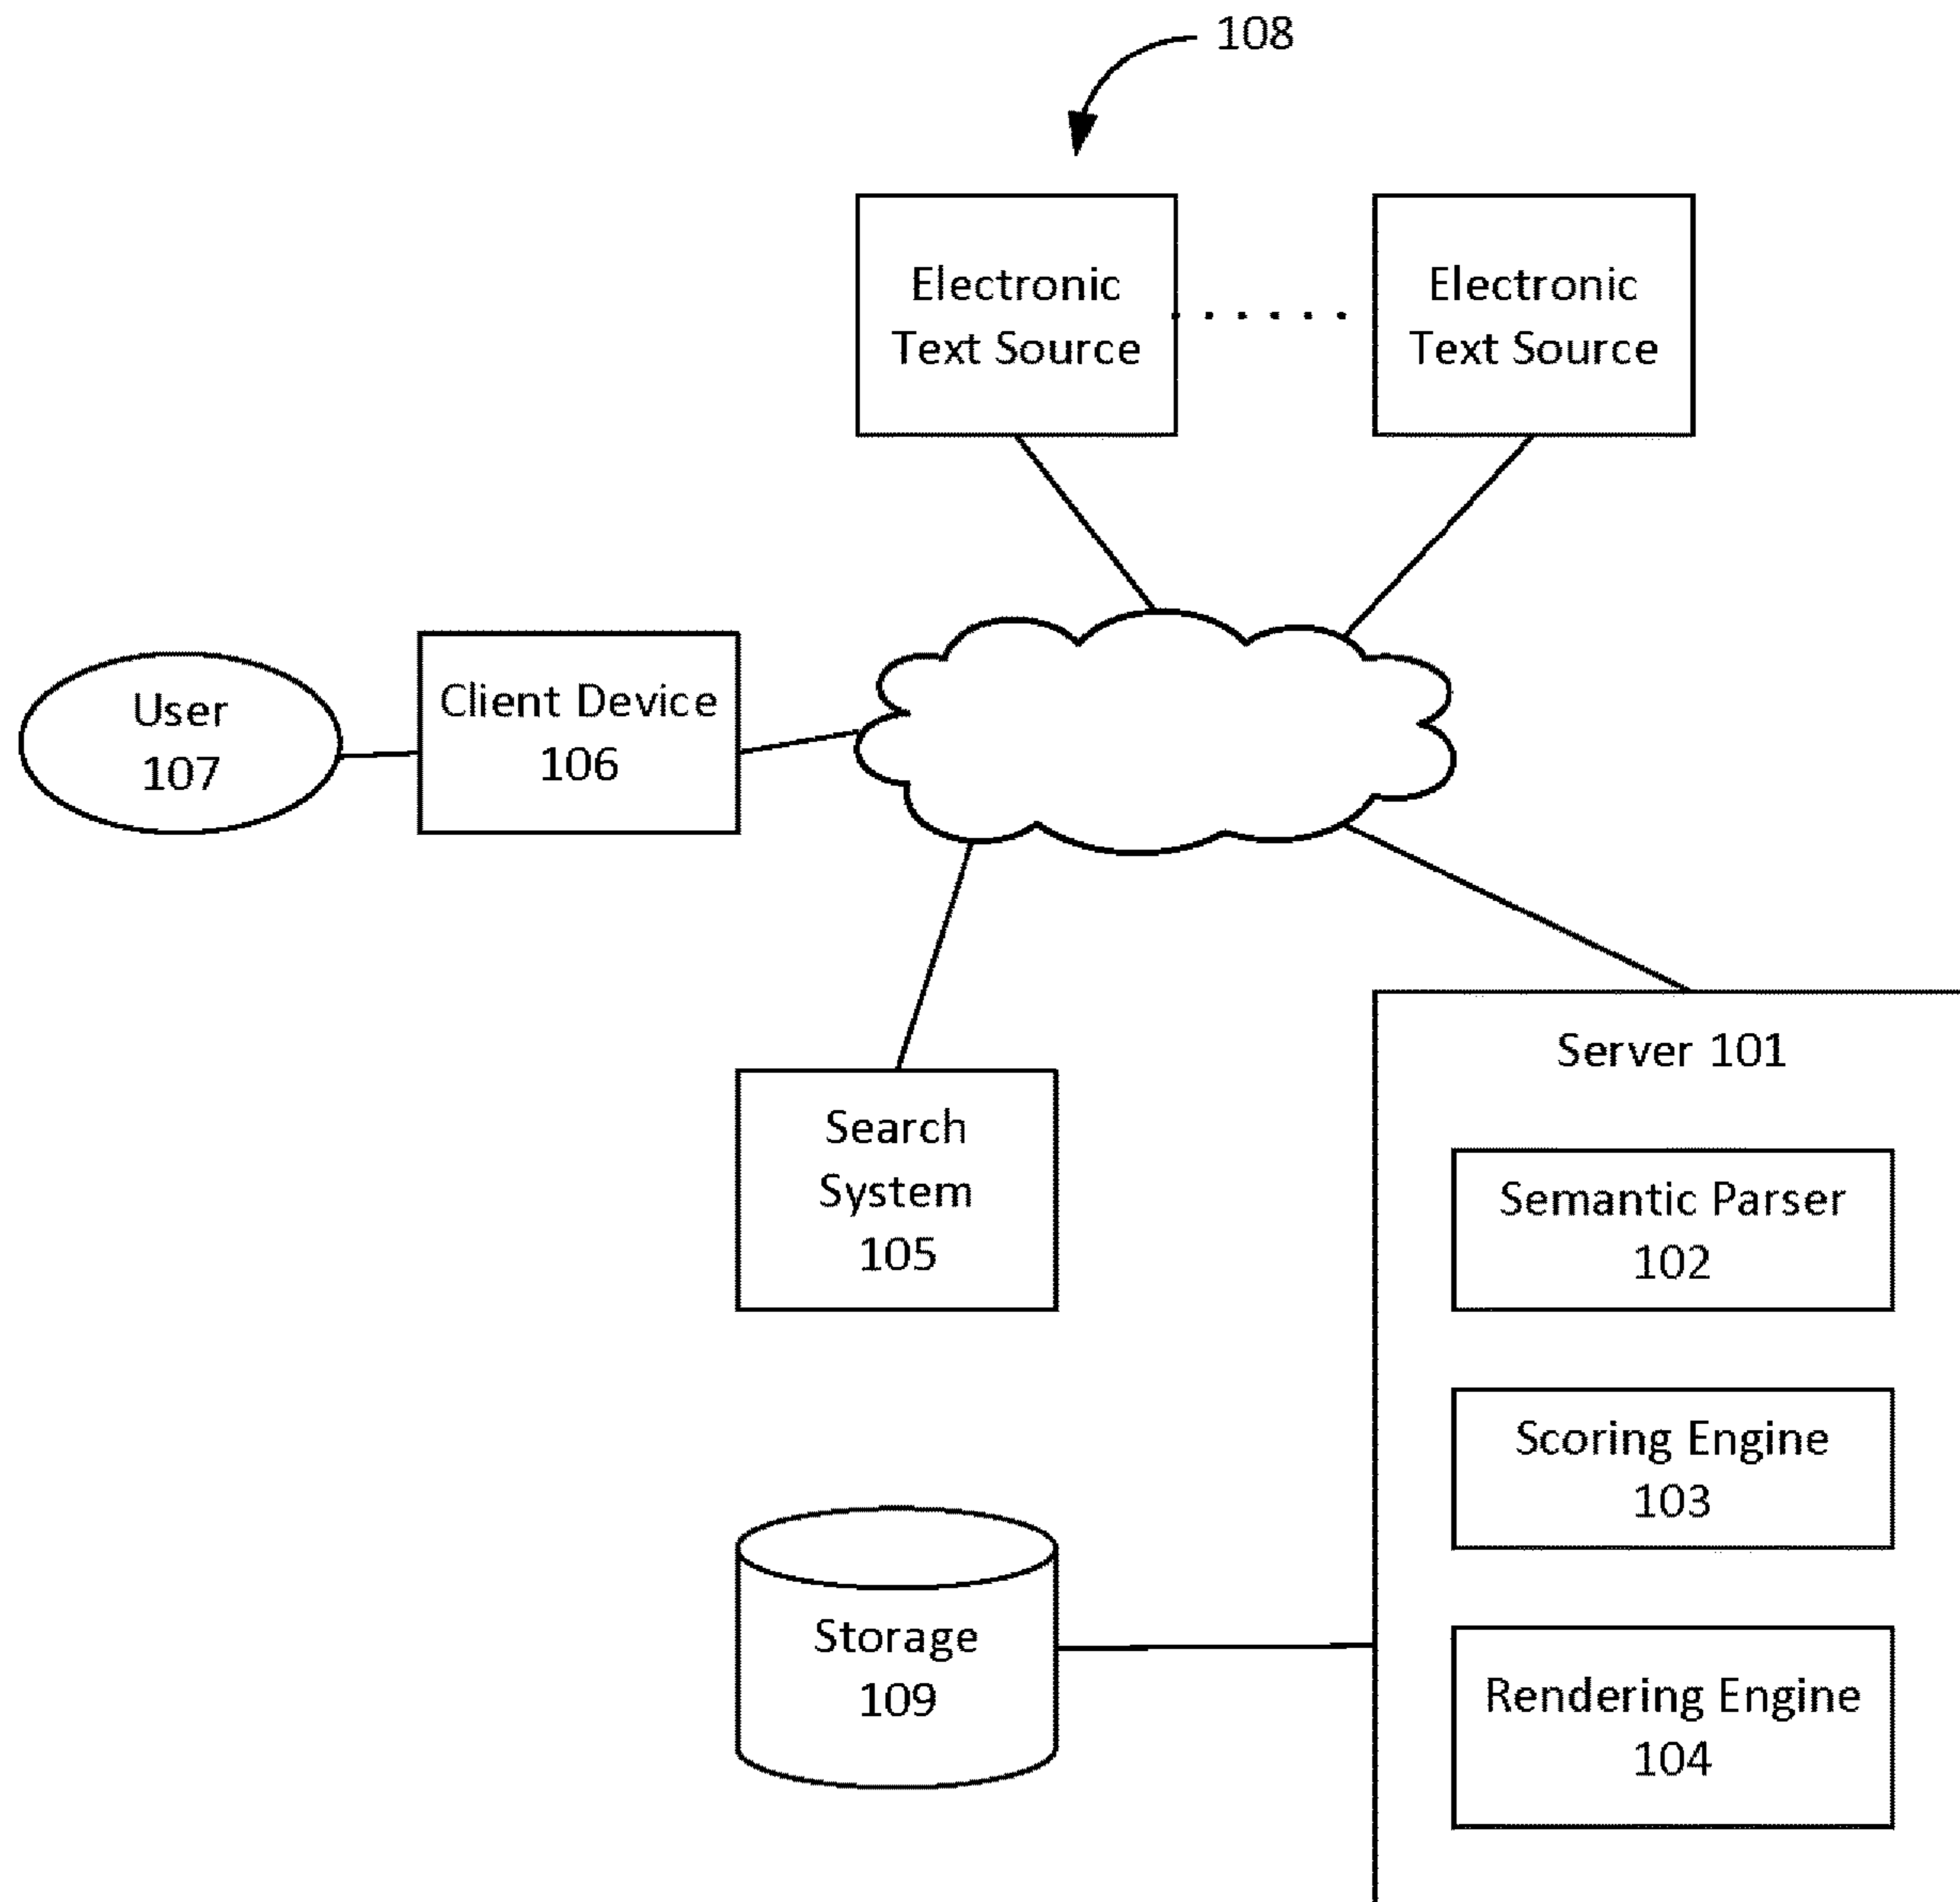 108
Electronic
Text Source
Electronic
Text Source
User
107
Client Device
106
Search
System
105
Server 101
Semantic Parser
102
Scoring Engine
103
Storage
109
Rendering Engine
104